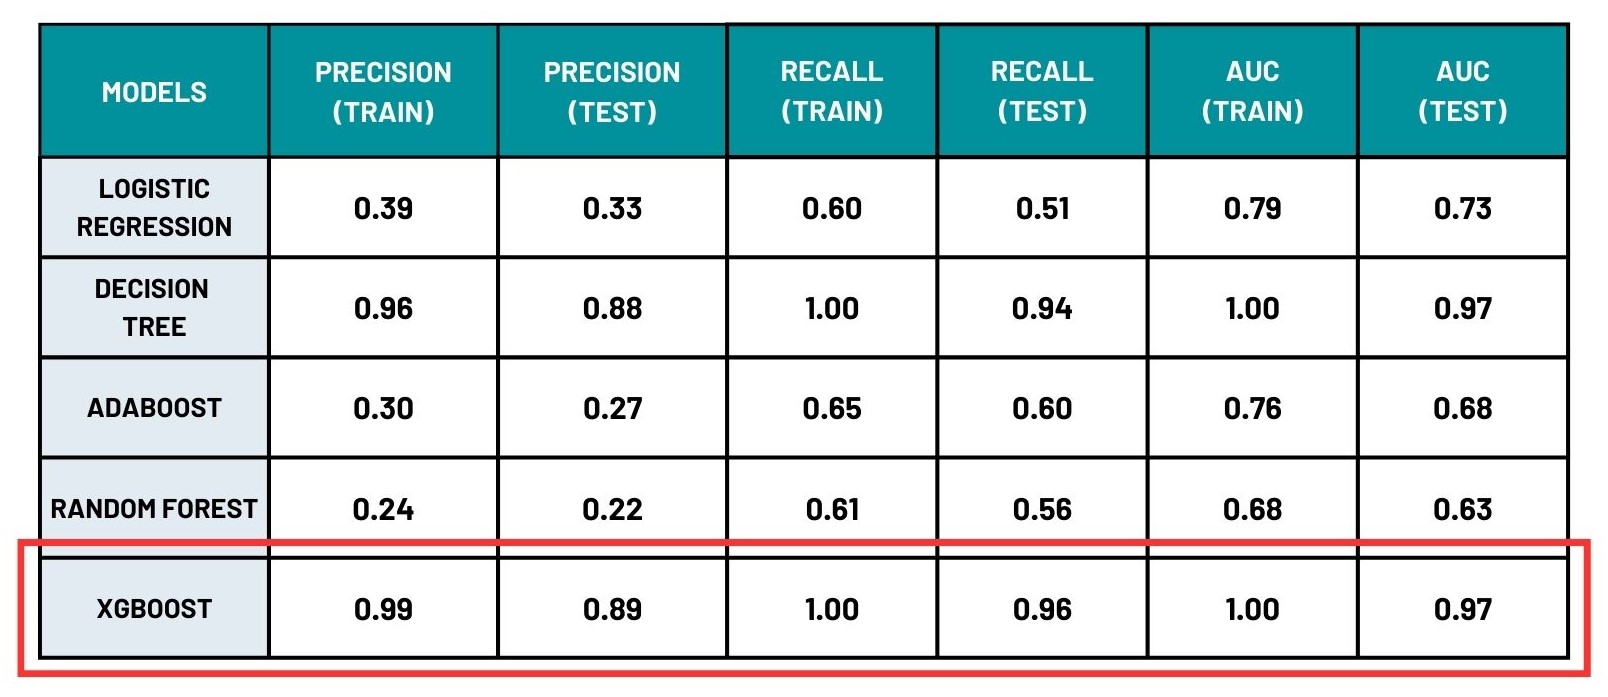 MODELS PRECISION (TRAIN) PRECISION (TEST) RECALL (TRAIN) RECALL (TEST) AUC (TRAIN) AUC (TEST)
LOGISTIC REGRESSION 0.39 0.33 0.60 0.51 0.79 0.73
DECISION TREE 0.96 0.88 1.00 0.94 1.00 0.97
ADABOOST 0.30 0.27 0.65 0.60 0.76 0.68
RANDOM FOREST 0.24 0.22 0.61 0.56 0.68 0.63
XGBOOST 0.99 0.89 1.00 0.96 1.00 0.97